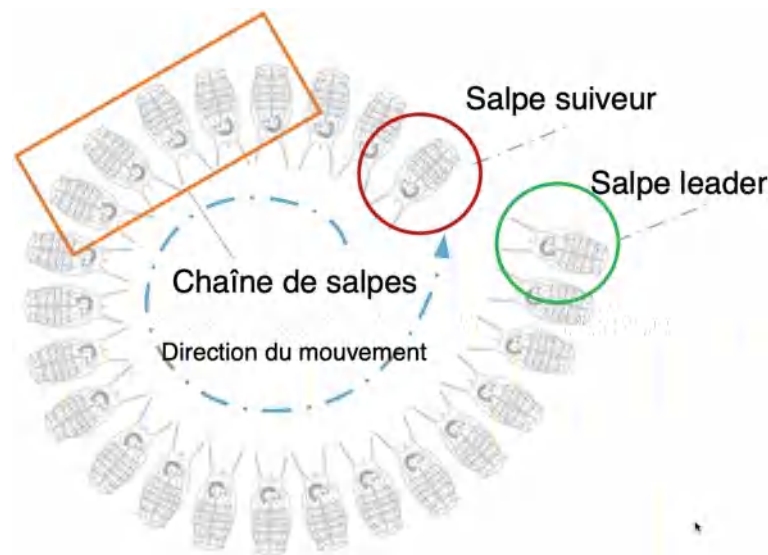 Salpe suiveur
Salpe leader
Chaîne de salpes
Direction du mouvement